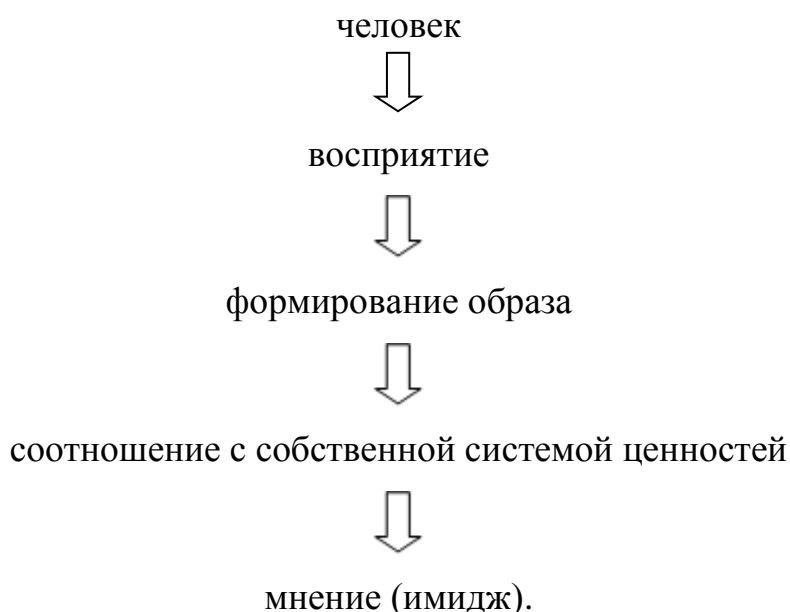 человек
восприятие
формирование образа
соотношение с собственной системой ценностей
мнение (имидж).